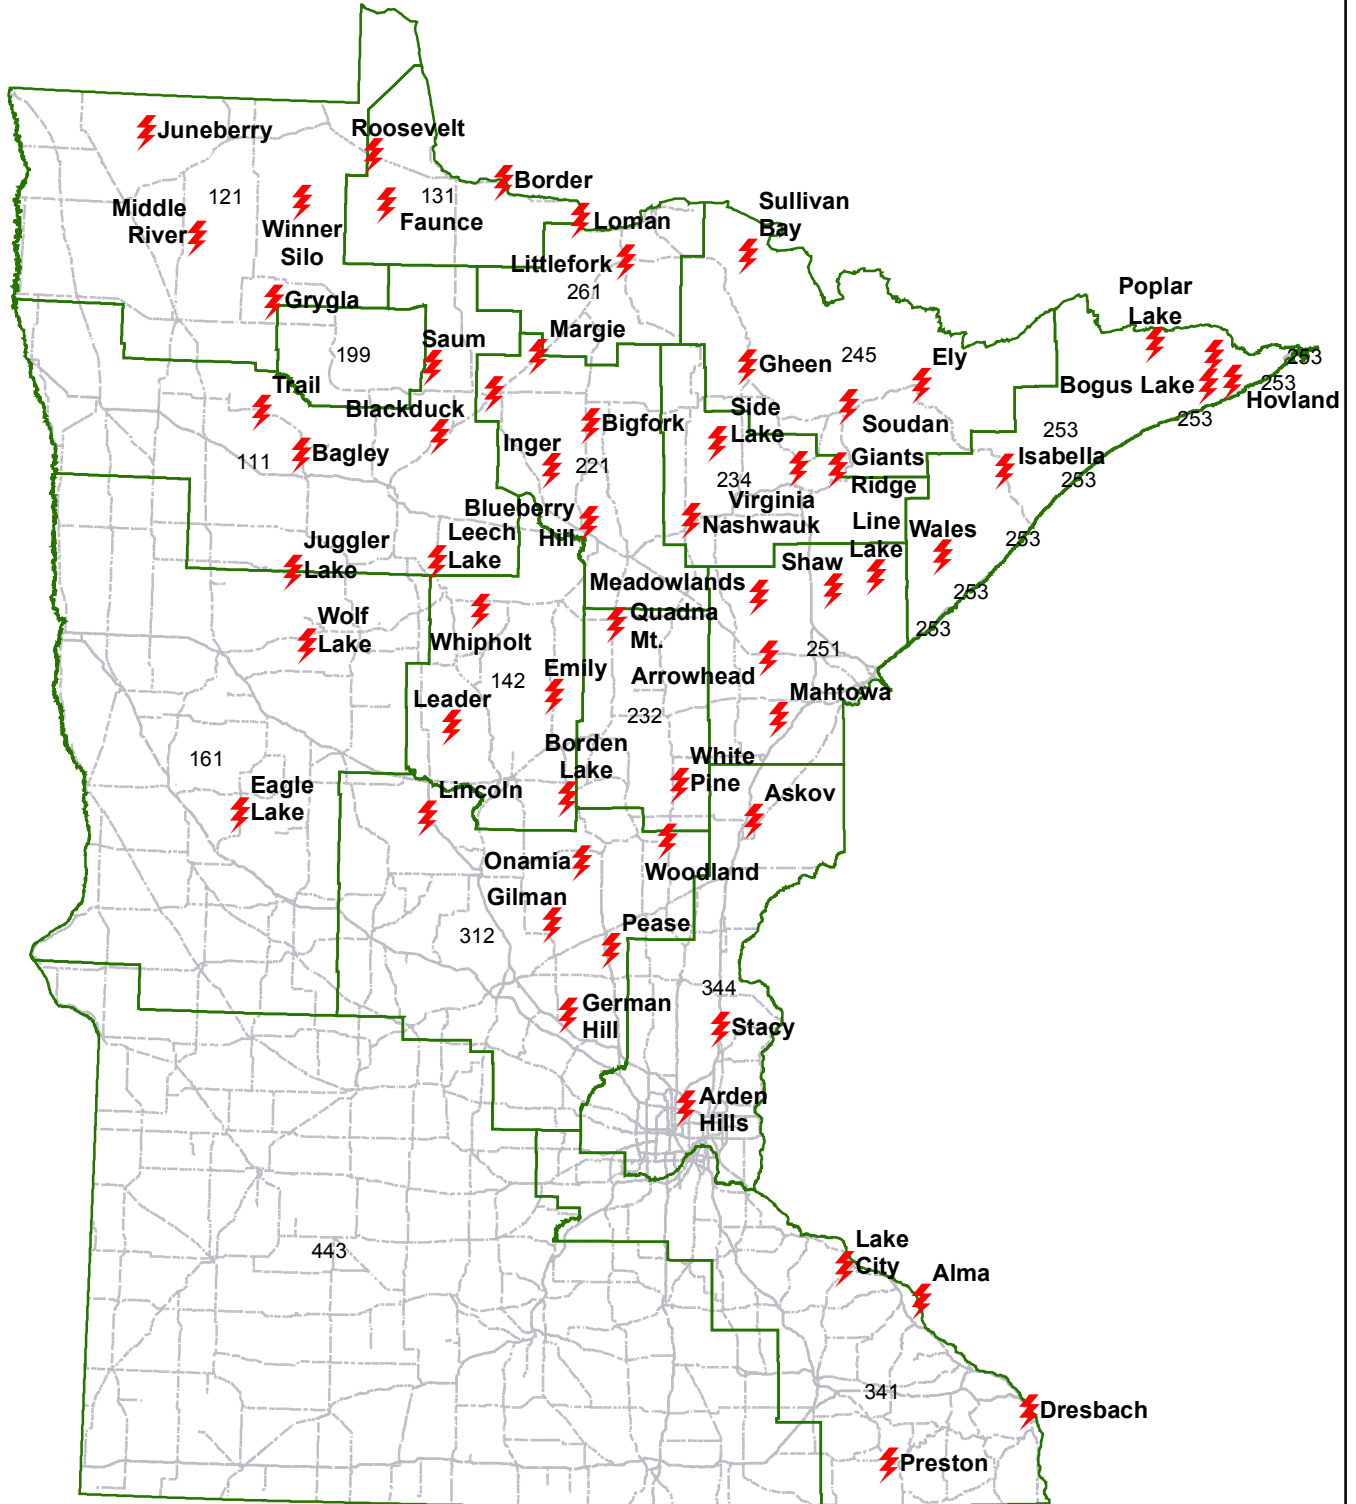 Juneberry
Roosevelt
Border
121
131
Middle
River
Winner
Silo
Faunce
Loman
Sullivan
Bay
Littlefork
261
Grygla
Poplar
Lake
199
Saum
Margie
Gheen
245
Ely
253
Bogus Lake
253
Hovland
253
Trail
Blackduck
Bigfork
Side
Lake
Soudan
253
Bagley
111
Inger
221
234
Virginia
Giants
Ridge
Isabella
253
Blueberry
Hill
Nashwauk
Line
Lake
Wales
253
Juggler
Lake
Leech
Lake
Shaw
Meadowlands
253
Wolf
Lake
Whipholt
Quadna
Mt.
253
251
Emily
142
Arrowhead
Leader
232
Mahtowa
161
Borden
Lake
White
Pine
Eagle
Lake
Lincoln
Askov
Onamia
Woodland
Gilman
312
Pease
344
German
Hill
Stacy
Arden
Hills
443
Lake
City
Alma
341
Dresbach
Preston